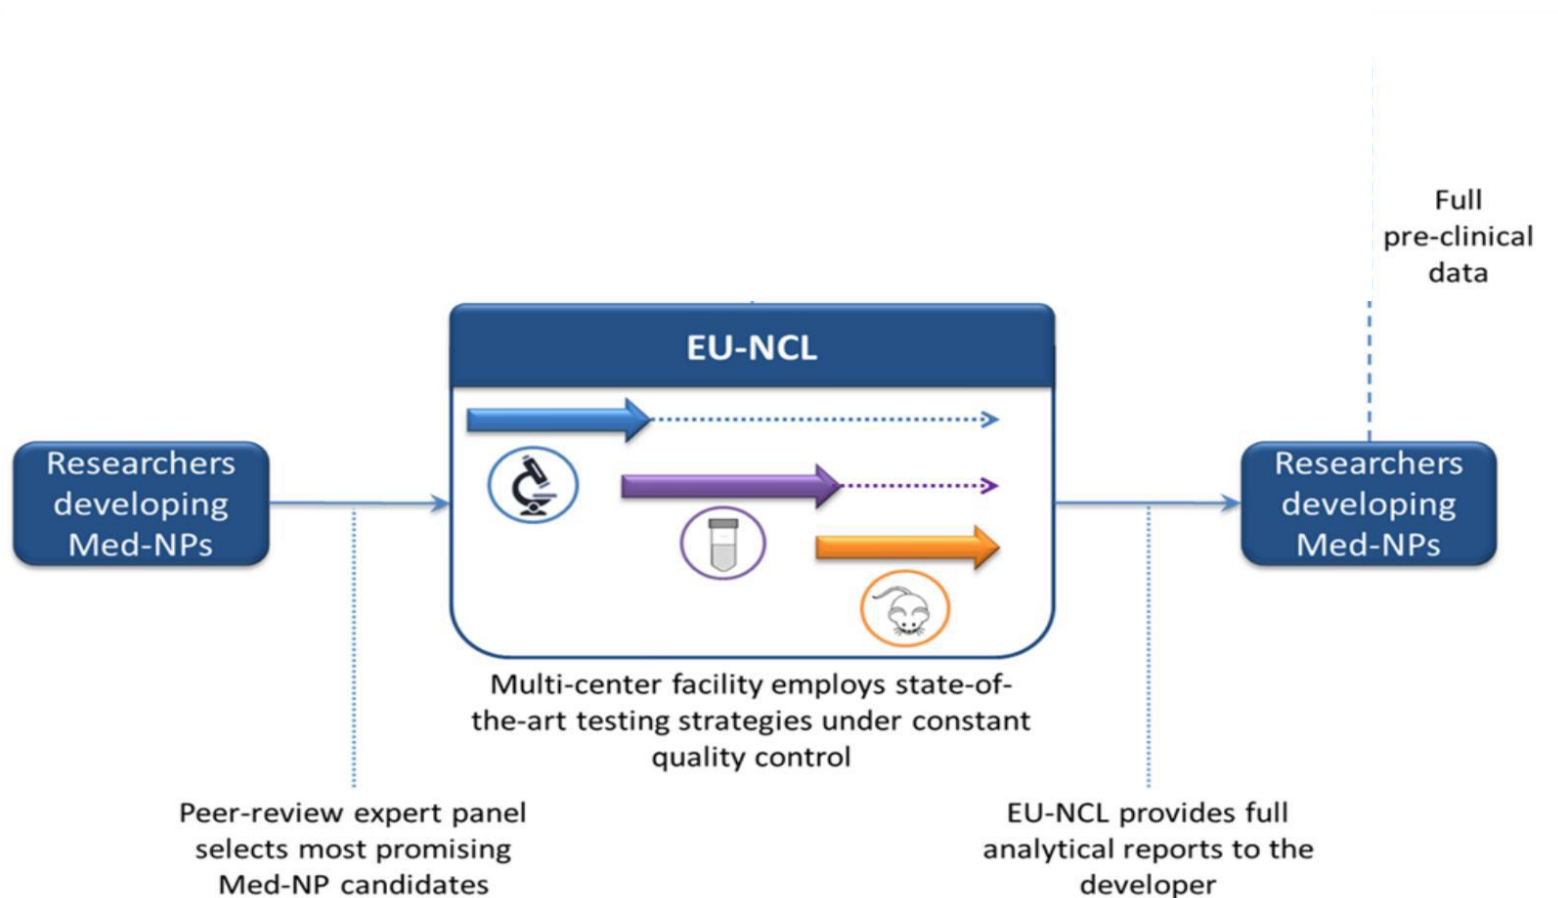 Full
pre-clinical
data
EU-NCL
Researchers
developing
Med-NPs
Researchers
developing
Med-NPs
Multi-center facility employs state-of-
the-art testing strategies under constant
quality control
Peer-review expert panel
selects most promising
Med-NP candidates
EU-NCL provides full
analytical reports to the
developer